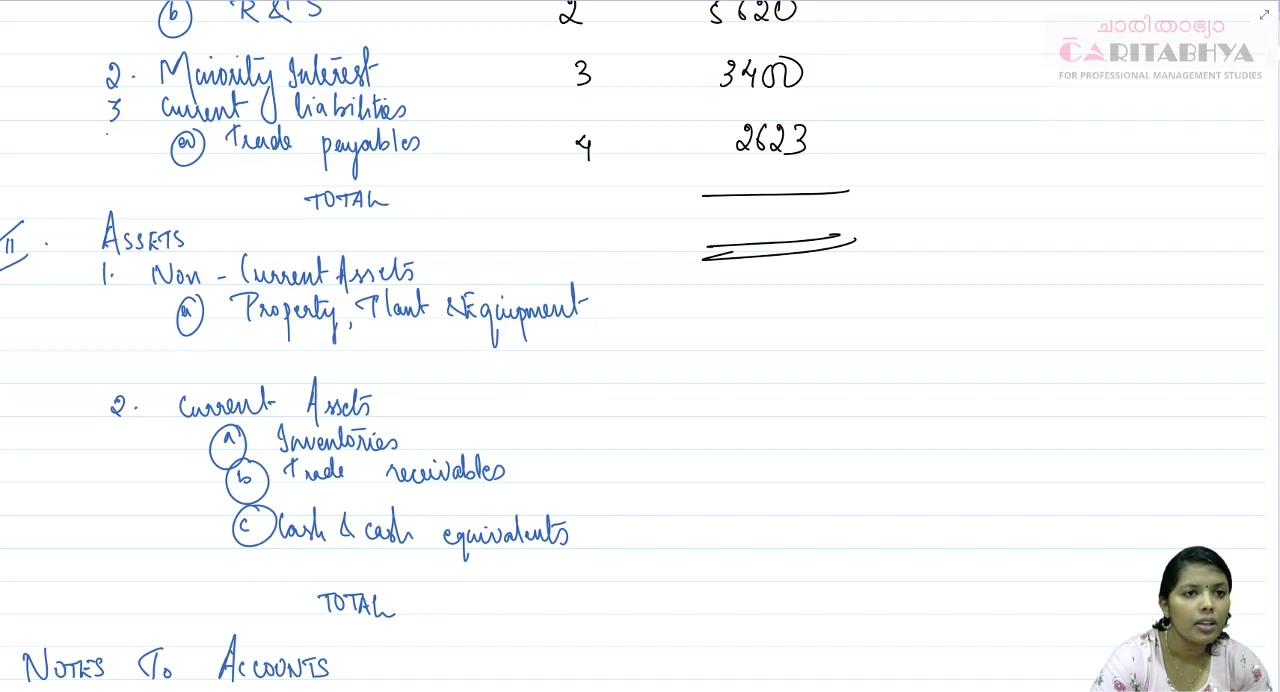 (b) R & S 2 5620
ചാരിതാഭ്യാ
CARITABHYA
FOR PROFESSIONAL MANAGEMENT STUDIES
2. Minority Interest 3 3400
3 Current liabilities
(a) Trade payables 4 2623
TOTAL
II. ASSETS
1. Non-Current Assets
(a) Property, Plant & Equipment
2. Current Assets
(a) Inventories
(b) Trade receivables
(c) Cash & cash equivalents
TOTAL
NOTES TO ACCOUNTS